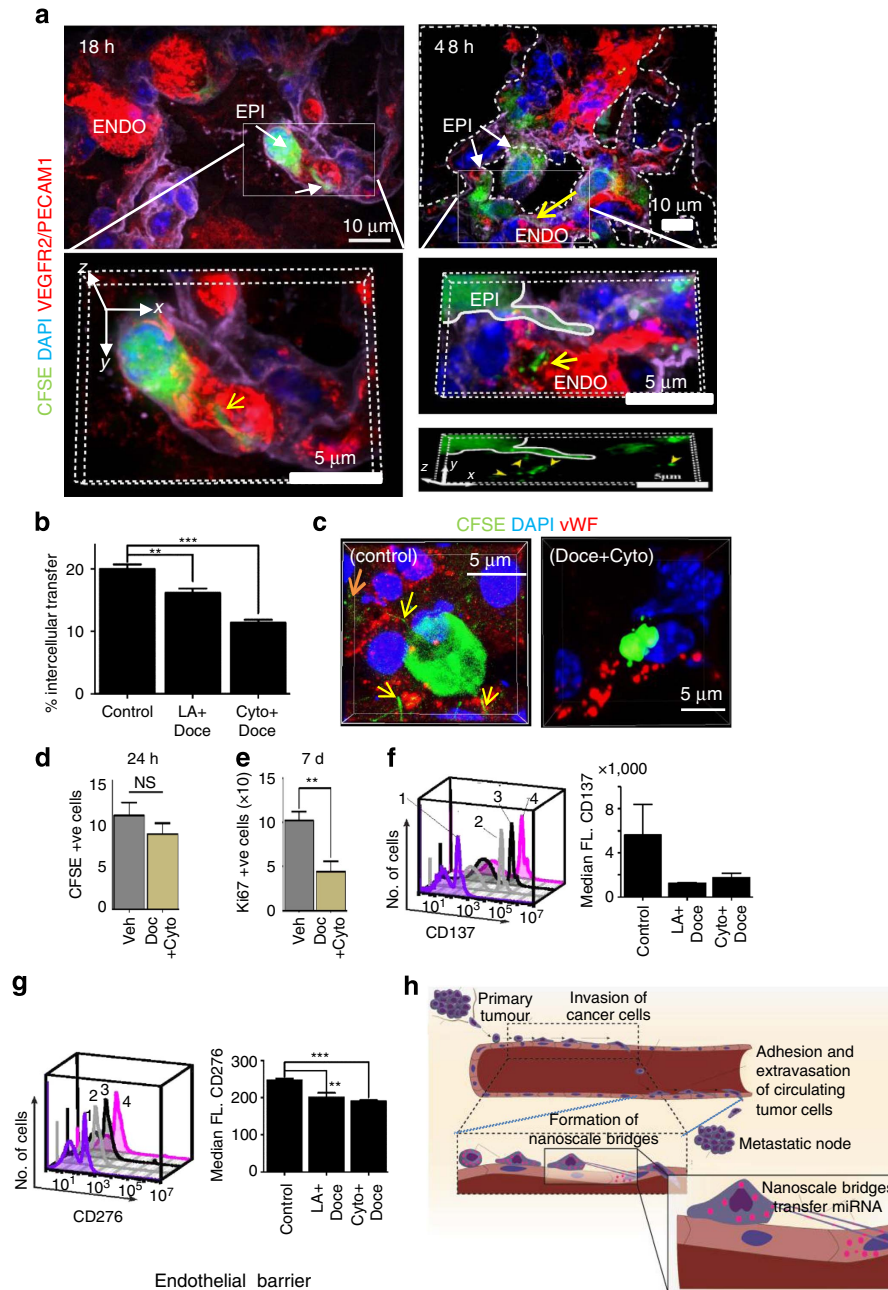 a
18 h
ENDO
EPI
10 µm
48 h
EPI
ENDO
10 µm
CFSE DAPI VEGFR2/PECAM1
z
x
y
5 µm
EPI
ENDO
5 µm
z
y
x
5µm
b
% intercellular transfer
20
10
0
**
***
Control
LA+
Doce
Cyto+
Doce
c
CFSE DAPI vWF
(control)
5 µm
(Doce+Cyto)
5 µm
d
24 h
CFSE +ve cells
15
10
5
0
NS
Veh
Doc
+Cyto
e
7 d
Ki67 +ve cells (×10)
15
10
5
0
**
Veh
Doc
+Cyto
f
No. of cells
1
2
3
4
10¹ 10³ 10⁵ 10⁷
CD137
×1,000
Median FL. CD137
8
4
0
Control
LA+
Doce
Cyto+
Doce
g
No. of cells
1
2
3
4
10¹ 10³ 10⁵ 10⁷
CD276
Median FL. CD276
300
200
100
0
***
**
Control
LA+
Doce
Cyto+
Doce
h
Primary
tumour
Invasion of
cancer cells
Adhesion and
extravasation
of circulating
tumor cells
Formation of
nanoscale bridges
Metastatic node
Nanoscale bridges
transfer miRNA
Endothelial barrier